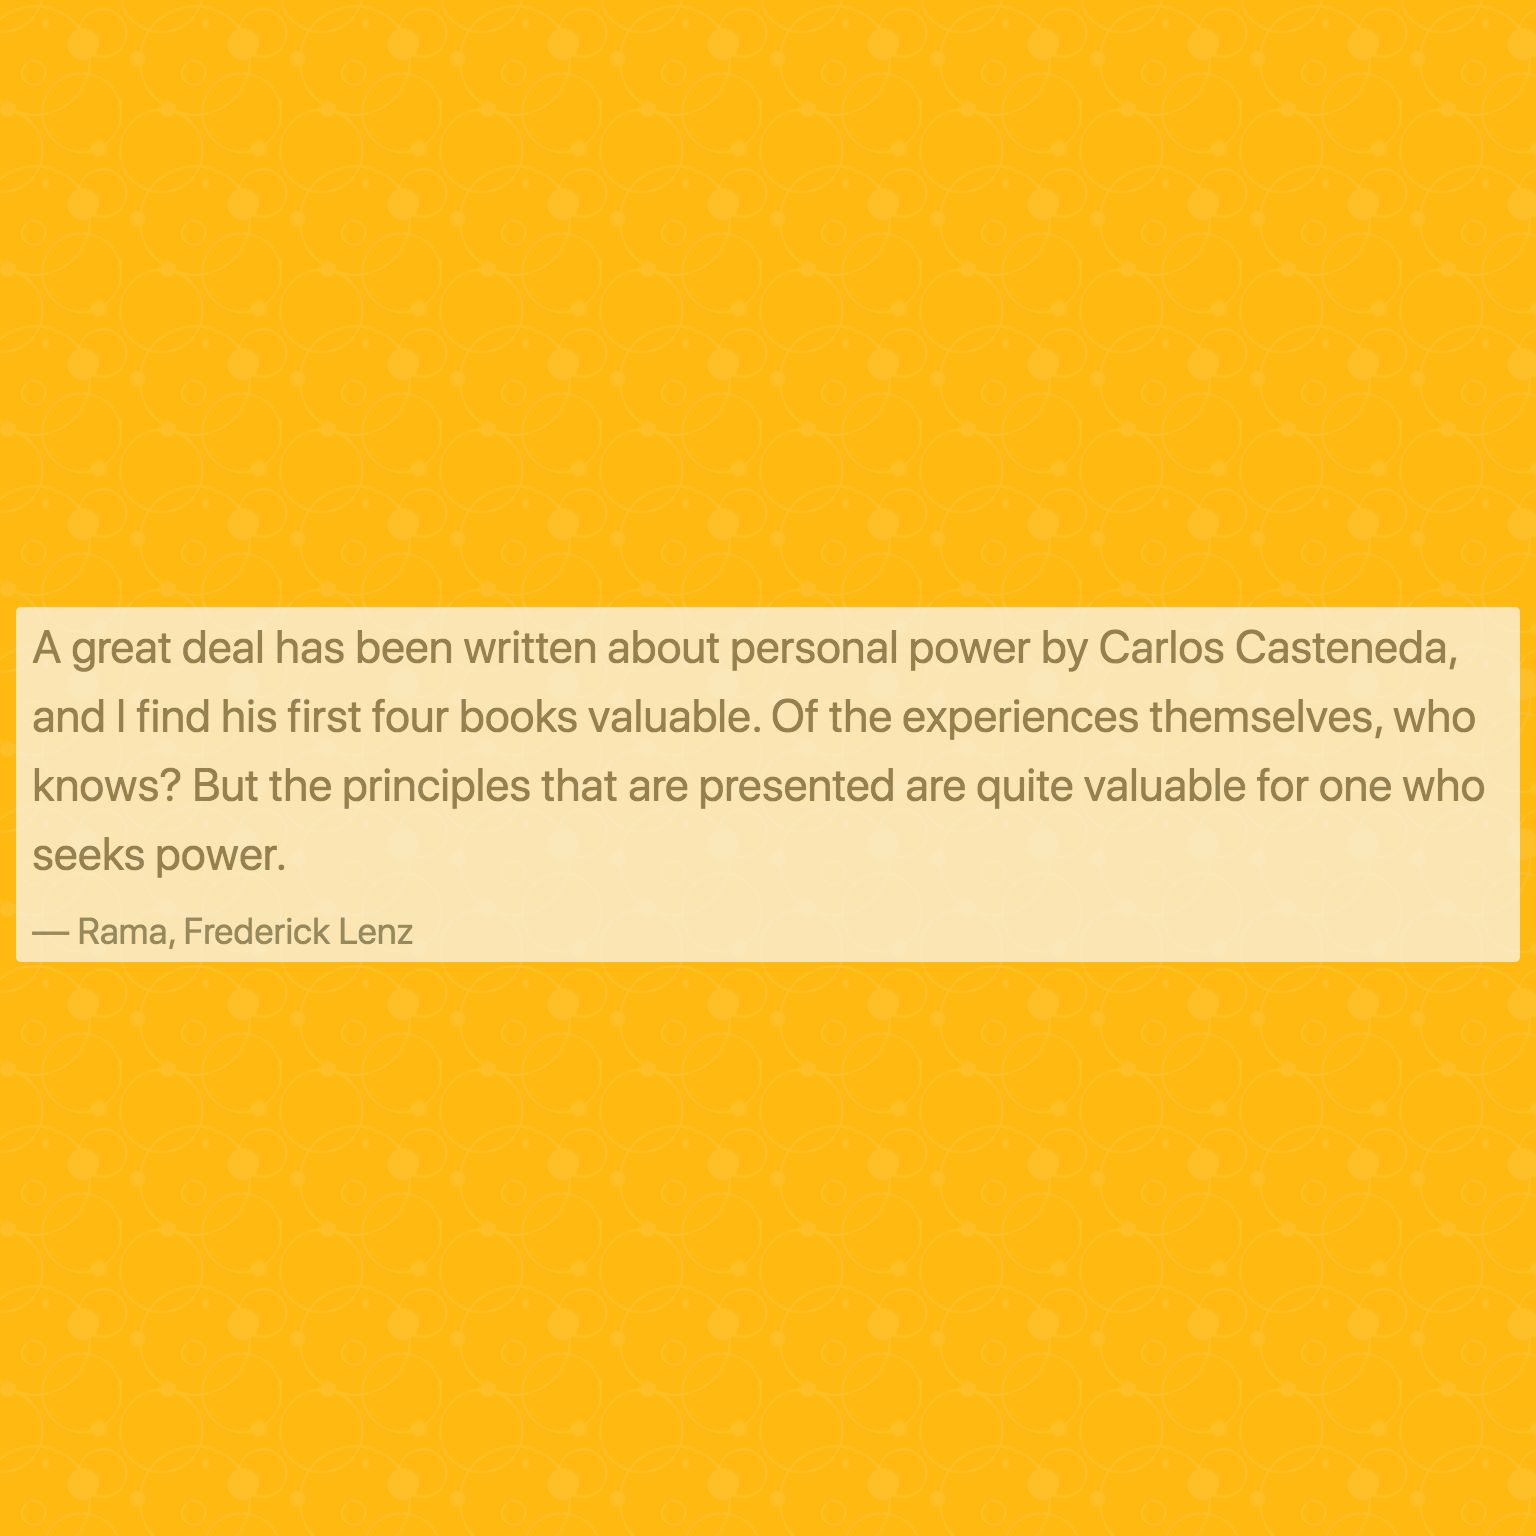 A great deal has been written about personal power by Carlos Casteneda,
and I find his first four books valuable. Of the experiences themselves, who
knows? But the principles that are presented are quite valuable for one who
seeks power.
— Rama, Frederick Lenz